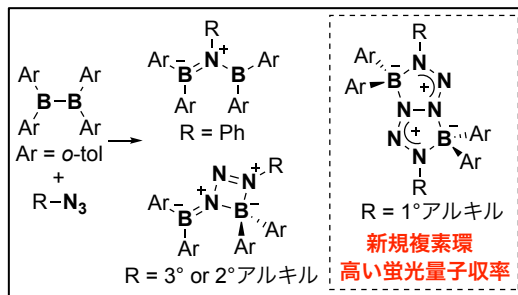 R
Ar N+ Ar
B− B
Ar Ar
R = Ph
Ar Ar
B−B
Ar Ar
Ar = o-tol
+
R−N3
N=N+ R
Ar + N B−
B− Ar
Ar Ar
R = 3° or 2°アルキル
R
Ar − N
Ar B + N
N−N
+ B− Ar
N−N Ar
R
R = 1°アルキル
新規複素環
高い蛍光量子収率